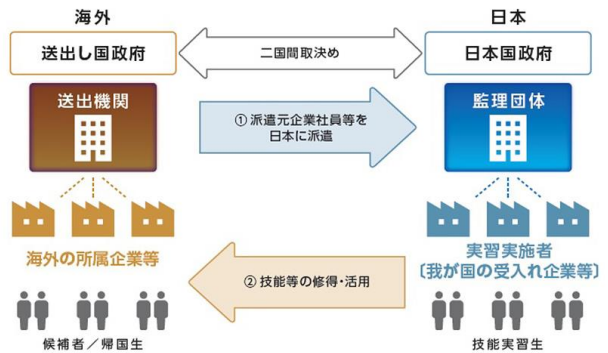 海外
日本
送出し国政府
二国間取決め
日本国政府
送出機関
① 派遣元企業社員等を
日本に派遣
監理団体
海外の所属企業等
② 技能等の修得・活用
実習実施者
〔我が国の受入れ企業等〕
候補者／帰国生
技能実習生